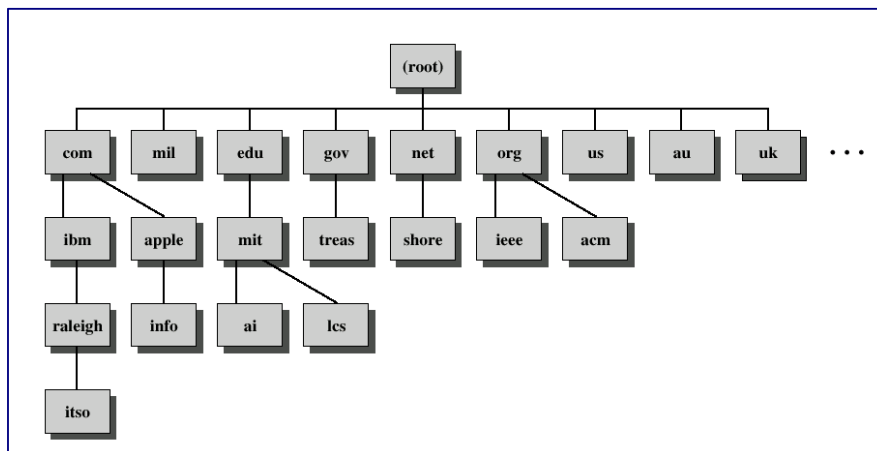 (root)
com mil edu gov net org us au uk ...
ibm apple mit treas shore ieee acm
raleigh info ai lcs
itso